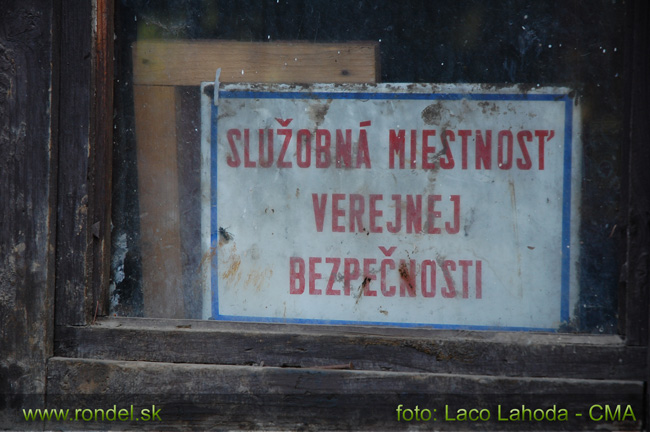 SLUŽOBNÁ MIESTNOSŤ
VEREJNEJ
BEZPEČNOSTI
www.rondel.sk
foto: Laco Lahoda - CMA